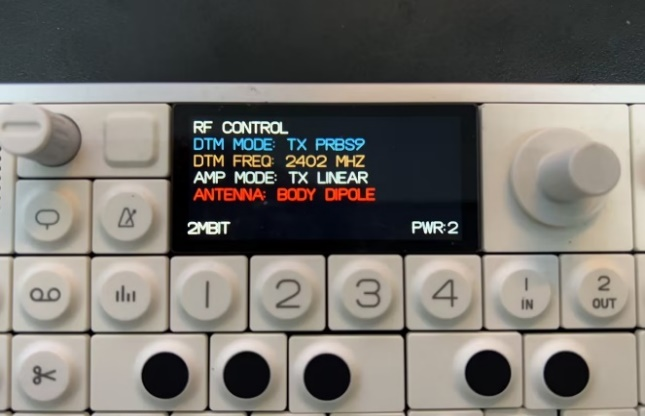 RF CONTROL
DTM MODE: TX PRBS9
DTM FREQ: 2402 MHZ
AMP MODE: TX LINEAR
ANTENNA: BODY DIPOLE
2MBIT PWR:2
1 2 3 4 1 IN 2 OUT